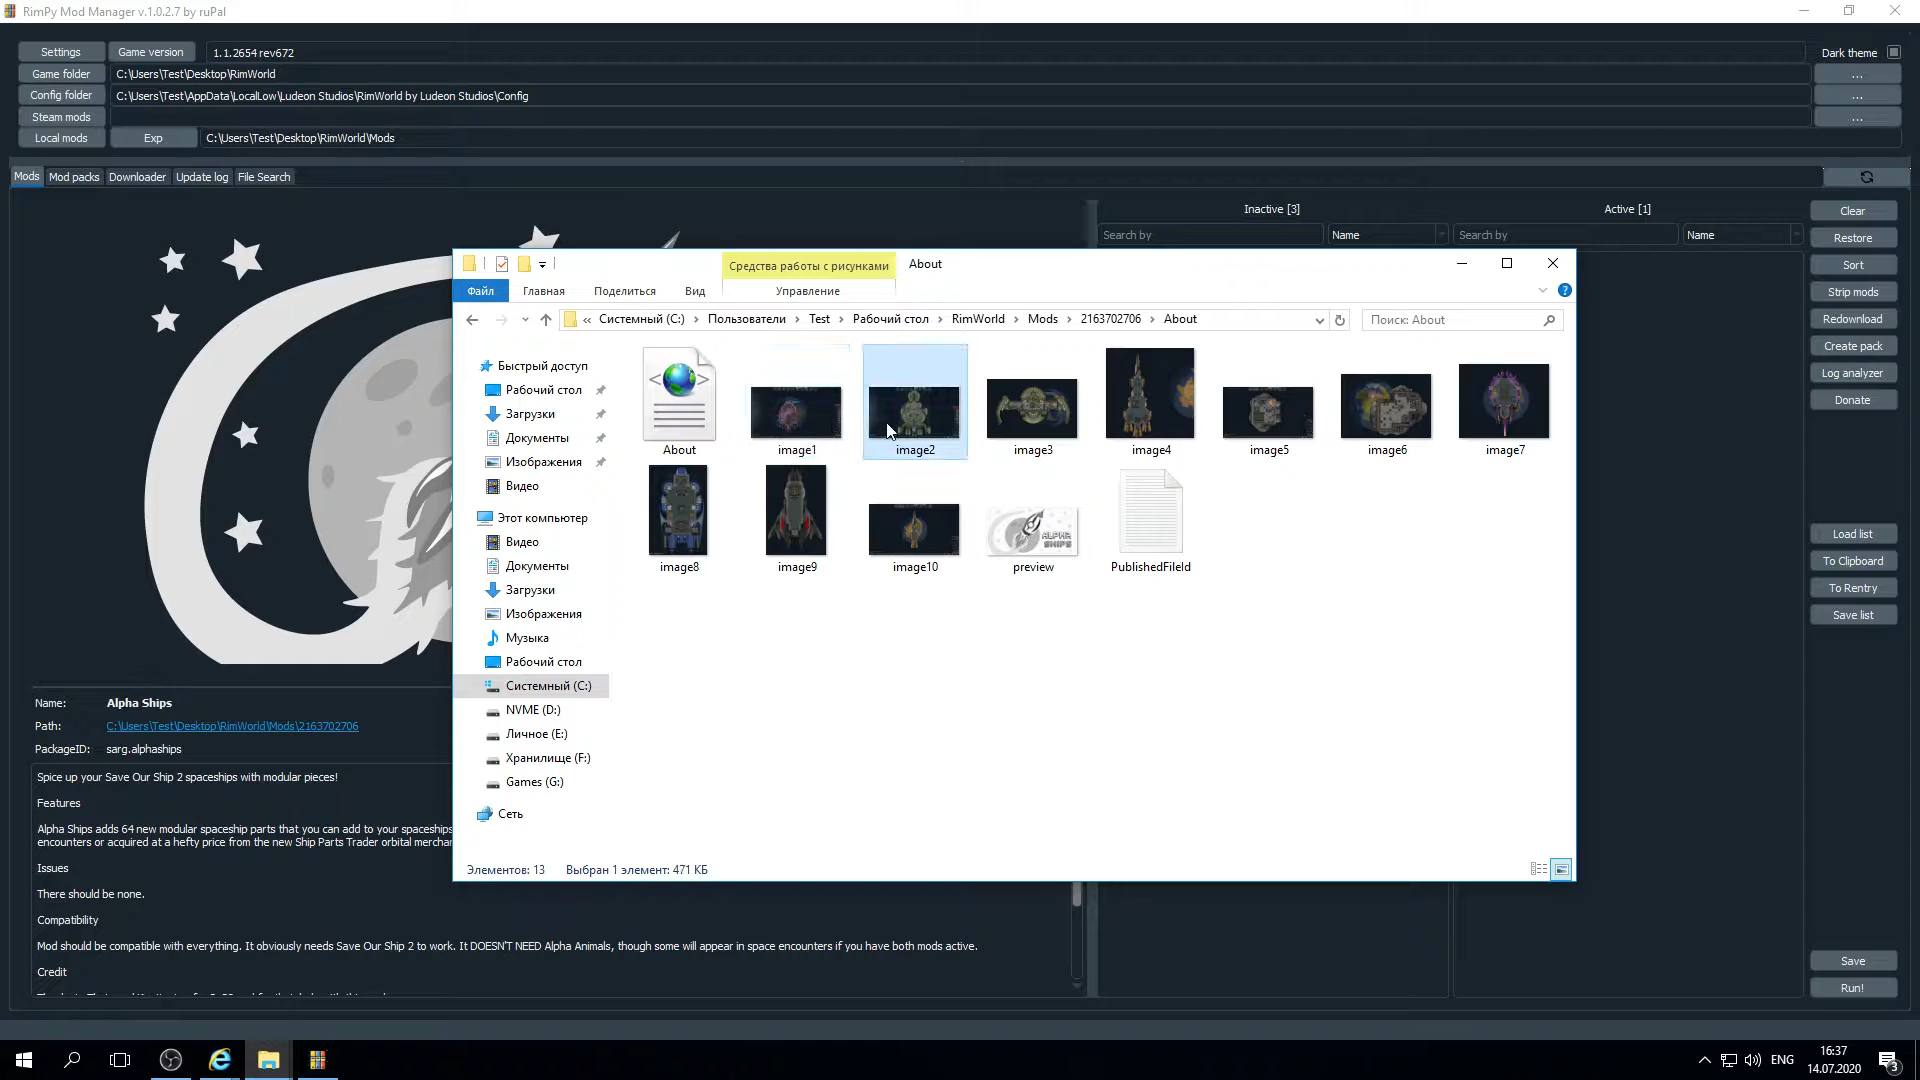 RimPy Mod Manager v.1.0.2.7 by ruPal
Settings
Game version
1.1.2654 rev672
Dark theme
Game folder
C:\Users\Test\Desktop\RimWorld
...
Config folder
C:\Users\Test\AppData\LocalLow\Ludeon Studios\RimWorld by Ludeon Studios\Config
...
Steam mods
...
Local mods
Exp
C:\Users\Test\Desktop\RimWorld\Mods
Mods
Mod packs
Downloader
Update log
File Search
Inactive [3]
Active [1]
Search by
Name
Search by
Name
Clear
Restore
Sort
Strip mods
Redownload
Create pack
Log analyzer
Donate
Load list
To Clipboard
To Rentry
Save list
Save
Run!
Средства работы с рисунками
About
Файл
Главная
Поделиться
Вид
Управление
« Системный (C:) › Пользователи › Test › Рабочий стол › RimWorld › Mods › 2163702706 › About
Поиск: About
Быстрый доступ
Рабочий стол
Загрузки
Документы
Изображения
Видео
Этот компьютер
Видео
Документы
Загрузки
Изображения
Музыка
Рабочий стол
Системный (C:)
NVME (D:)
Личное (E:)
Хранилище (F:)
Games (G:)
Сеть
About
image1
image2
image3
image4
image5
image6
image7
image8
image9
image10
ALPHA
SHIPS
preview
PublishedFileId
Элементов: 13
Выбран 1 элемент: 471 КБ
Name:
Alpha Ships
Path:
C:\Users\Test\Desktop\RimWorld\Mods\2163702706
PackageID:
sarg.alphaships
Spice up your Save Our Ship 2 spaceships with modular pieces!
Features
Alpha Ships adds 64 new modular spaceship parts that you can add to your spaceships
encounters or acquired at a hefty price from the new Ship Parts Trader orbital merchan
Issues
There should be none.
Compatibility
Mod should be compatible with everything. It obviously needs Save Our Ship 2 to work. It DOESN'T NEED Alpha Animals, though some will appear in space encounters if you have both mods active.
Credit
ENG
16:37
14.07.2020
3